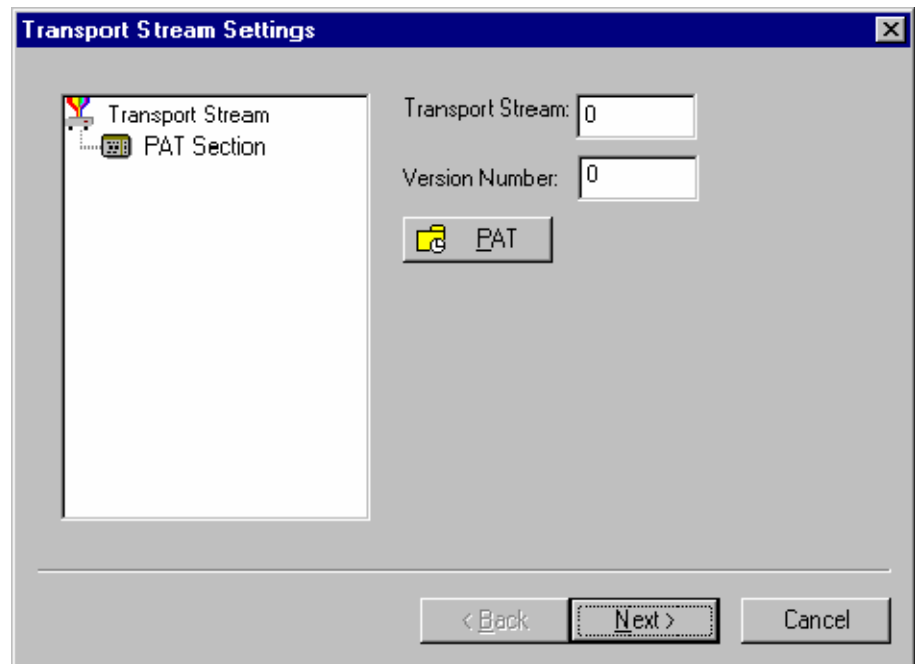 Transport Stream Settings
Transport Stream
PAT Section
Transport Stream: 0
Version Number: 0
PAT
< Back
Next >
Cancel